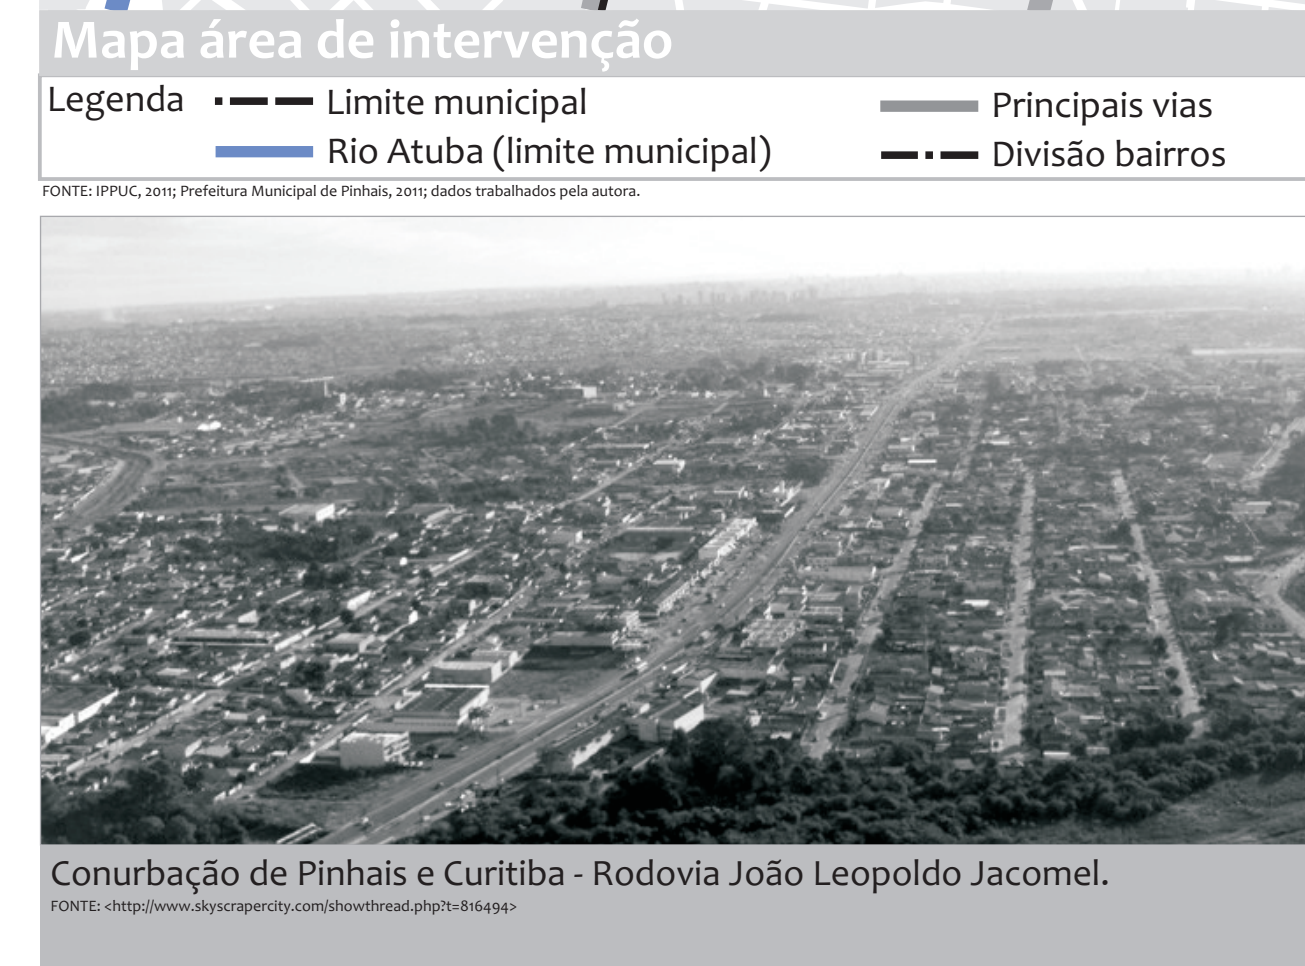 Mapa área de intervenção
Legenda
Limite municipal
Principais vias
Rio Atuba (limite municipal)
Divisão bairros
FONTE: IPPUC, 2011; Prefeitura Municipal de Pinhais, 2011; dados trabalhados pela autora.
Conurbação de Pinhais e Curitiba - Rodovia João Leopoldo Jacomel.
FONTE: <http://www.skyscrapercity.com/showthread.php?t=816494>